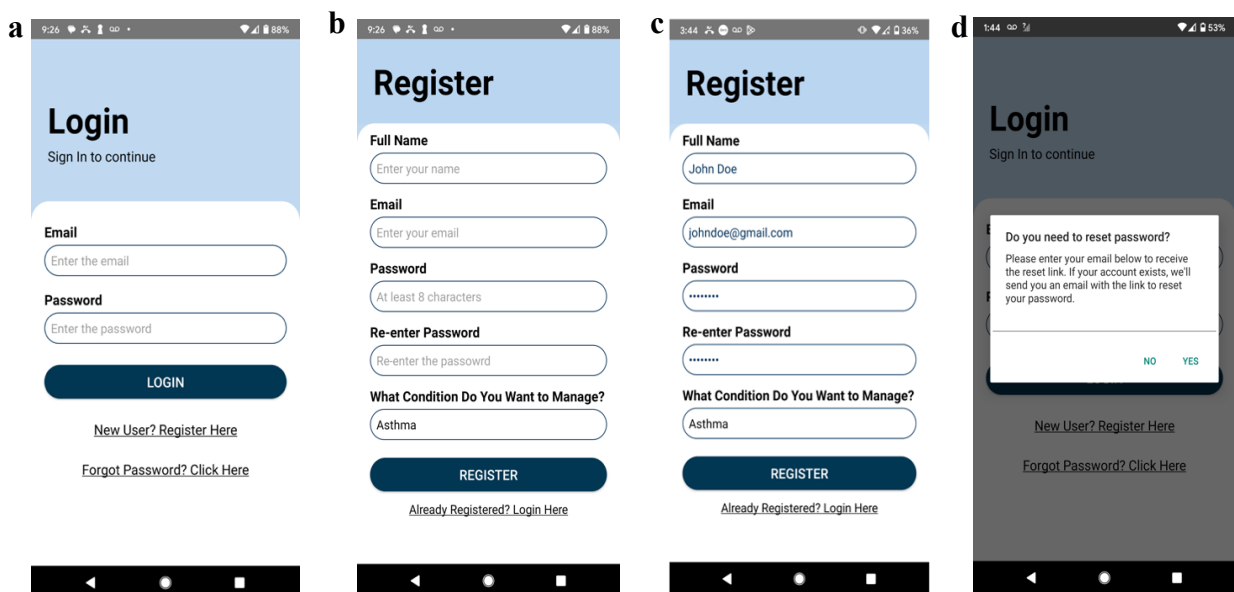 a
9:26 88%
Login
Sign In to continue
Email
Enter the email
Password
Enter the password
LOGIN
New User? Register Here
Forgot Password? Click Here
b
9:26 88%
Register
Full Name
Enter your name
Email
Enter your email
Password
At least 8 characters
Re-enter Password
Re-enter the passowrd
What Condition Do You Want to Manage?
Asthma
REGISTER
Already Registered? Login Here
c
3:44 36%
Register
Full Name
John Doe
Email
johndoe@gmail.com
Password
••••••••
Re-enter Password
••••••••
What Condition Do You Want to Manage?
Asthma
REGISTER
Already Registered? Login Here
d
1:44 53%
Login
Sign In to continue
Do you need to reset password?
Please enter your email below to receive
the reset link. If your account exists, we'll
send you an email with the link to reset
your password.
NO YES
New User? Register Here
Forgot Password? Click Here